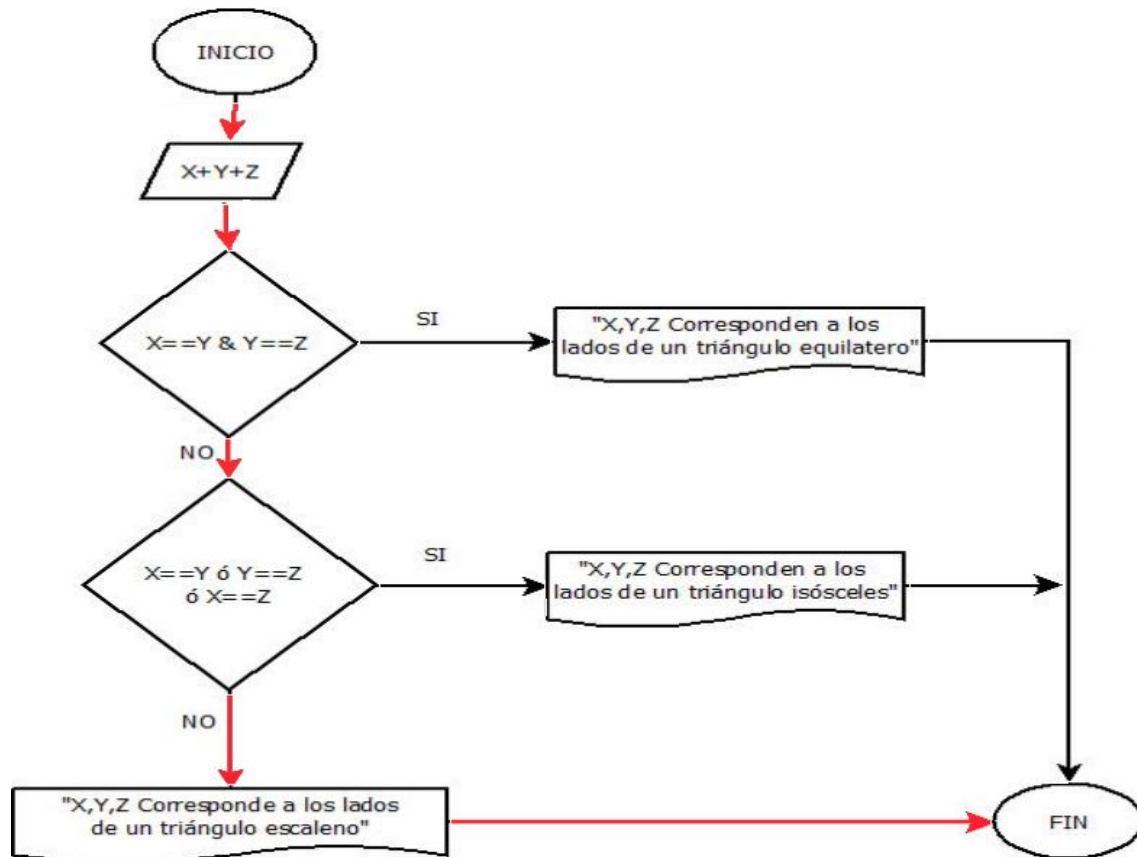 INICIO
X+Y+Z
X==Y & Y==Z
SI
"X,Y,Z Corresponden a los
lados de un triángulo equilatero"
NO
X==Y ó Y==Z
ó X==Z
SI
"X,Y,Z Corresponden a los
lados de un triángulo isósceles"
NO
"X,Y,Z Corresponde a los lados
de un triángulo escaleno"
FIN